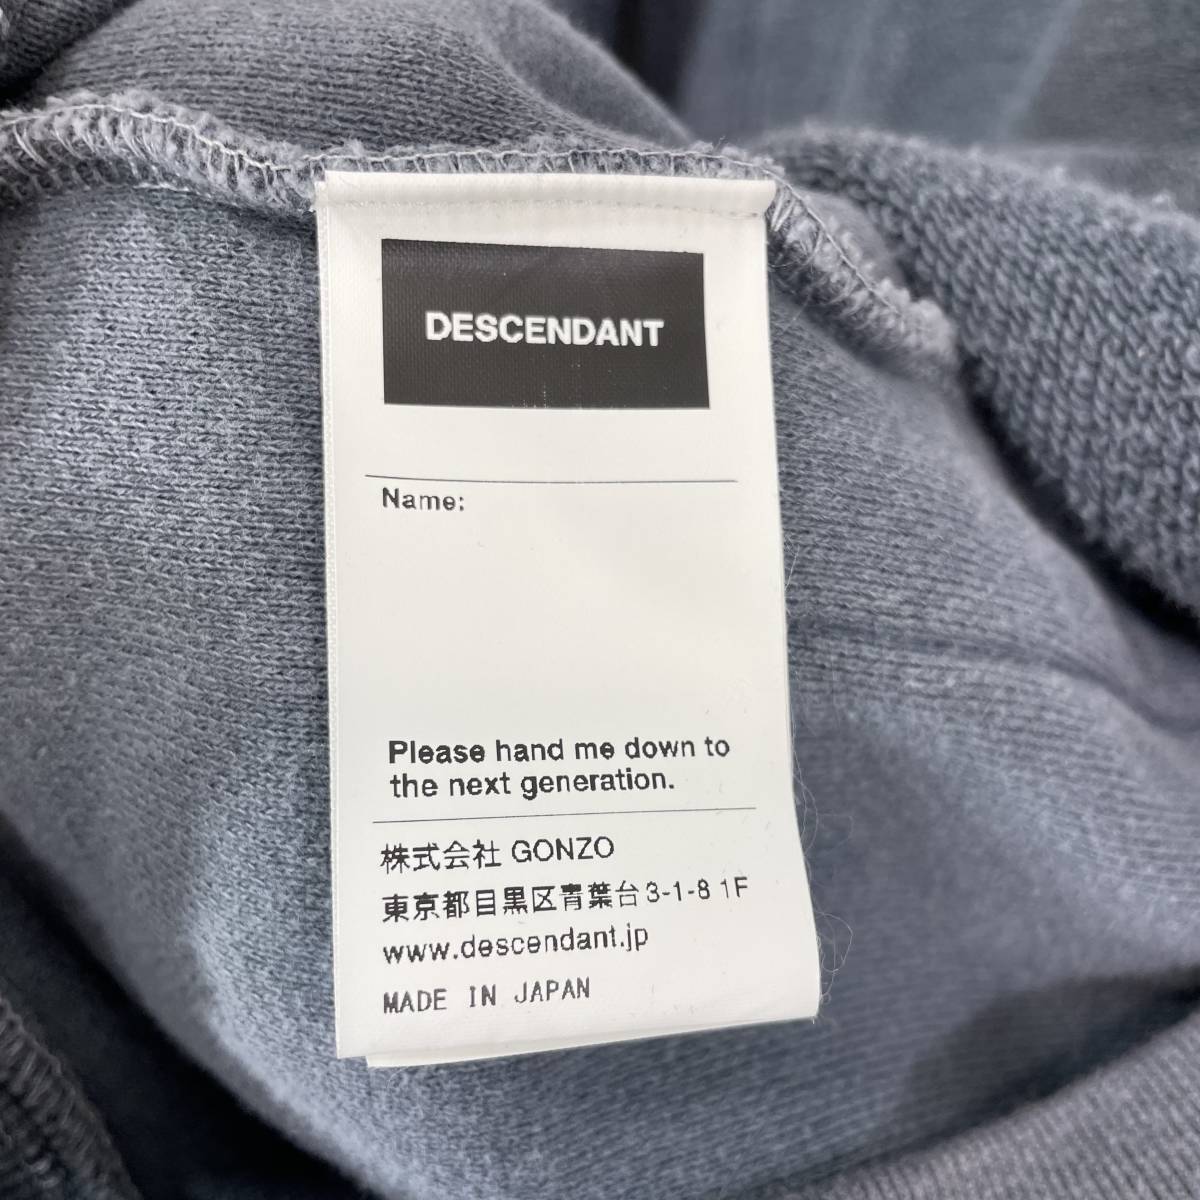 DESCENDANT
Name:
Please hand me down to
the next generation.
株式会社 GONZO
東京都目黒区青葉台3-1-8 1F
www.descendant.jp
MADE IN JAPAN